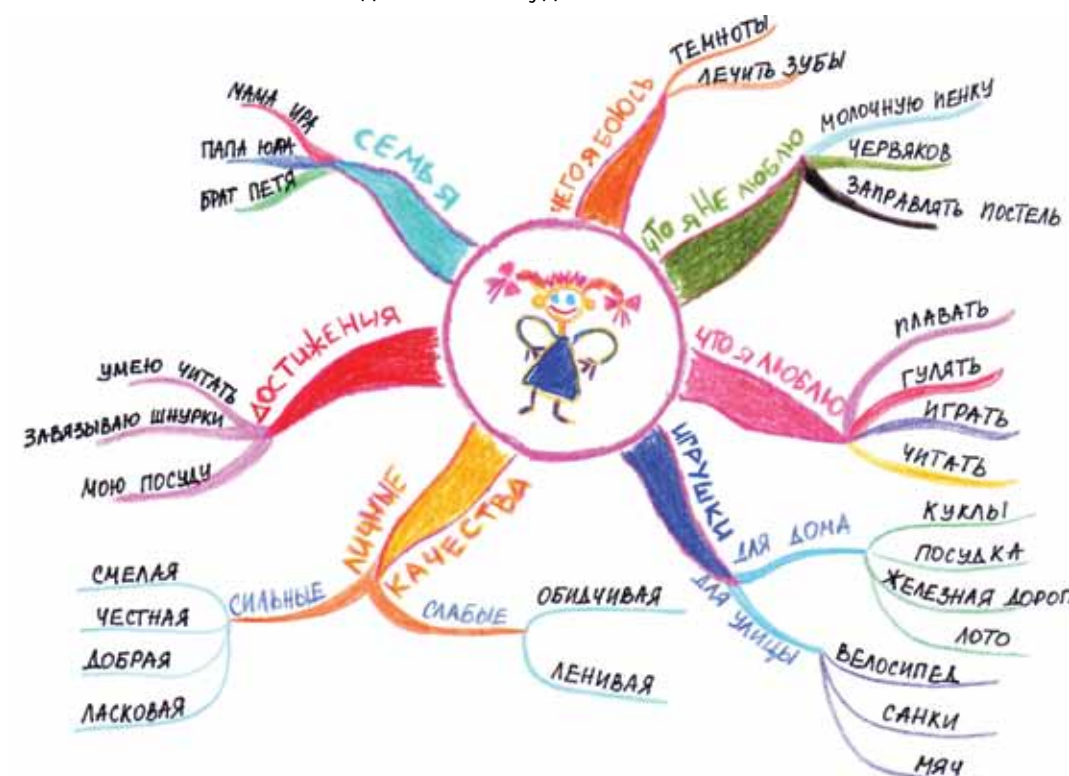 СЕМЬЯ
МАМА ИРА
ПАПА ЮРА
БРАТ ПЕТЯ
ЧЕГО Я БОЮСЬ
ТЕМНОТЫ
ЛЕЧИТЬ ЗУБЫ
ЧТО Я НЕ ЛЮБЛЮ
МОЛОЧНУЮ ПЕНКУ
ЧЕРВЯКОВ
ЗАПРАВЛЯТЬ ПОСТЕЛЬ
ЧТО Я ЛЮБЛЮ
ПЛАВАТЬ
ГУЛЯТЬ
ИГРАТЬ
ЧИТАТЬ
ИГРУШКИ
ДЛЯ ДОМА
КУКЛЫ
ПОСУДКА
ЖЕЛЕЗНАЯ ДОРОГ
ЛОТО
ДЛЯ УЛИЦЫ
ВЕЛОСИПЕД
САНКИ
МЯЧ
ЛИЧНЫЕ
КАЧЕСТВА
СЛАБЫЕ
ОБИДЧИВАЯ
ЛЕНИВАЯ
СИЛЬНЫЕ
СМЕЛАЯ
ЧЕСТНАЯ
ДОБРАЯ
ЛАСКОВАЯ
ДОСТИЖЕНИЯ
УМЕЮ ЧИТАТЬ
ЗАВЯЗЫВАЮ ШНУРКИ
МОЮ ПОСУДУ